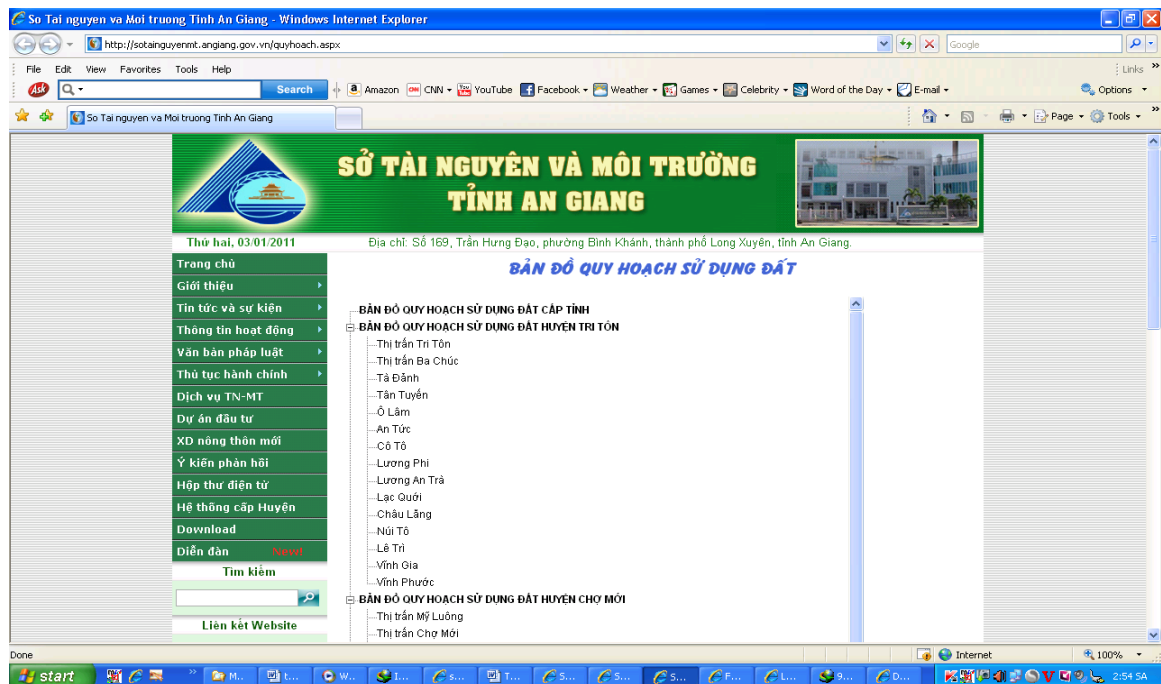 So Tai nguyen va Moi truong Tinh An Giang - Windows Internet Explorer
http://sotainguyenmt.angiang.gov.vn/quyhoach.aspx
Google
File Edit View Favorites Tools Help
Links »
Ask
Search
Amazon CNN YouTube Facebook Weather Games Celebrity Word of the Day E-mail
Options
So Tai nguyen va Moi truong Tinh An Giang
Page Tools »
SỞ TÀI NGUYÊN VÀ MÔI TRƯỜNG
TỈNH AN GIANG
Thứ hai, 03/01/2011
Địa chỉ: Số 169, Trần Hưng Đạo, phường Bình Khánh, thành phố Long Xuyên, tỉnh An Giang.
Trang chủ
Giới thiệu
Tin tức và sự kiện
Thông tin hoạt động
Văn bản pháp luật
Thủ tục hành chính
Dịch vụ TN-MT
Dự án đầu tư
XD nông thôn mới
Ý kiến phản hồi
Hộp thư điện tử
Hệ thống cấp Huyện
Download
Diễn đàn New!
Tìm kiếm
Liên kết Website
BẢN ĐỒ QUY HOẠCH SỬ DỤNG ĐẤT
BẢN ĐỒ QUY HOẠCH SỬ DỤNG ĐẤT CẤP TỈNH
BẢN ĐỒ QUY HOẠCH SỬ DỤNG ĐẤT HUYỆN TRI TÔN
Thị trấn Tri Tôn
Thị trấn Ba Chúc
Tà Đảnh
Tân Tuyến
Ô Lâm
An Tức
Cô Tô
Lương Phi
Lương An Trà
Lạc Quới
Châu Lăng
Núi Tô
Lê Trì
Vĩnh Gia
Vĩnh Phước
BẢN ĐỒ QUY HOẠCH SỬ DỤNG ĐẤT HUYỆN CHỢ MỚI
Thị trấn Mỹ Luông
Thị trấn Chợ Mới
Done
Internet
100%
start
» M... t... W... I... s... T... S... S... s... F... L... 9... D...
2:54 SA